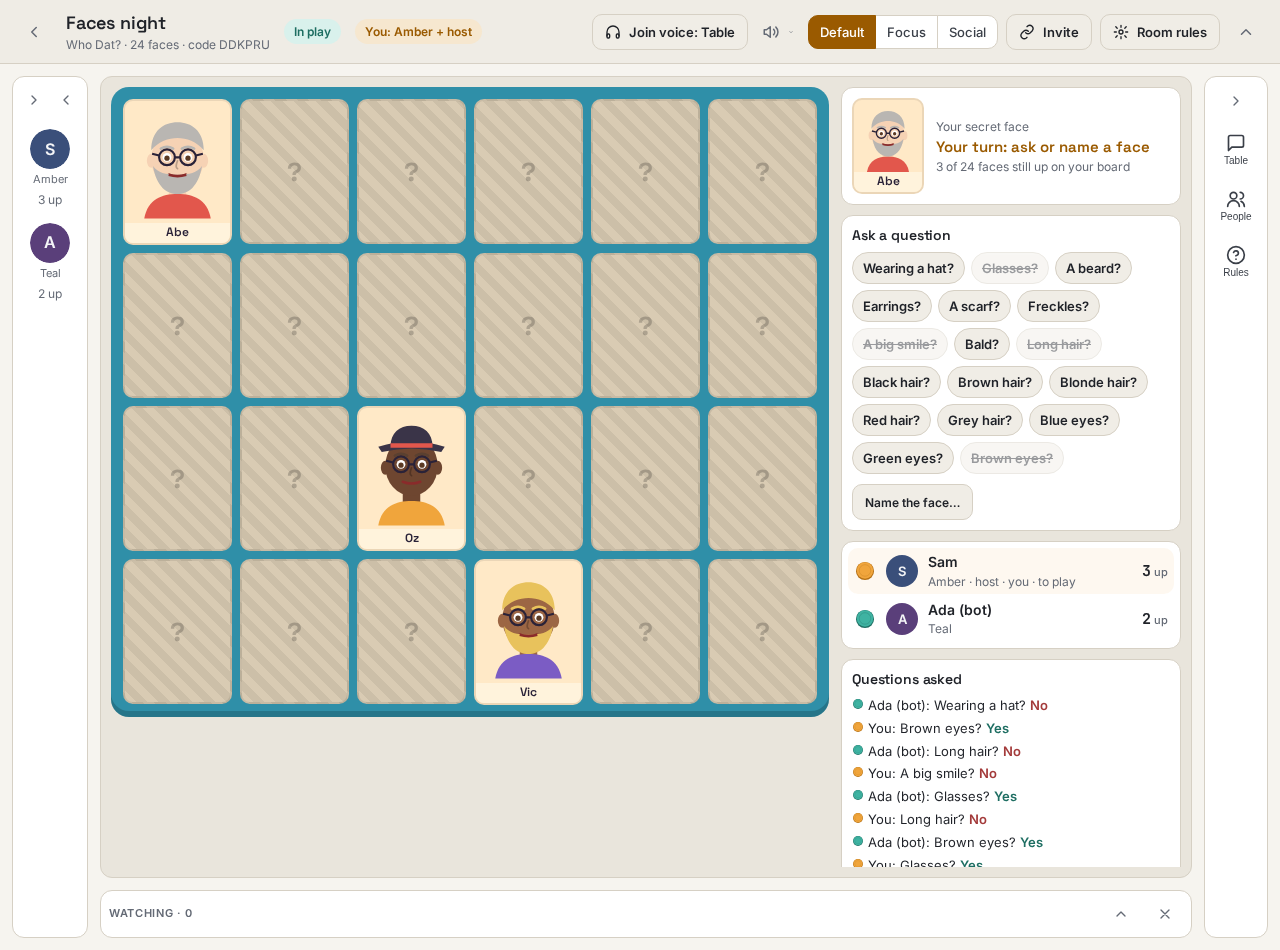 Faces night
Who Dat? · 24 faces · code DDKPRU
In play
You: Amber + host
Join voice: Table
Default
Focus
Social
Invite
Room rules
S
Amber
3 up
A
Teal
2 up
Abe
?
?
?
?
?
?
?
?
?
?
?
?
?
Oz
?
?
?
?
?
?
Vic
?
?
Abe
Your secret face
Your turn: ask or name a face
3 of 24 faces still up on your board
Ask a question
Wearing a hat?
Glasses?
A beard?
Earrings?
A scarf?
Freckles?
A big smile?
Bald?
Long hair?
Black hair?
Brown hair?
Blonde hair?
Red hair?
Grey hair?
Blue eyes?
Green eyes?
Brown eyes?
Name the face...
S
Sam
Amber · host · you · to play
3 up
A
Ada (bot)
Teal
2 up
Questions asked
Ada (bot): Wearing a hat? No
You: Brown eyes? Yes
Ada (bot): Long hair? No
You: A big smile? No
Ada (bot): Glasses? Yes
You: Long hair? No
Ada (bot): Brown eyes? Yes
You: Glasses? Yes
Table
People
Rules
WATCHING · 0